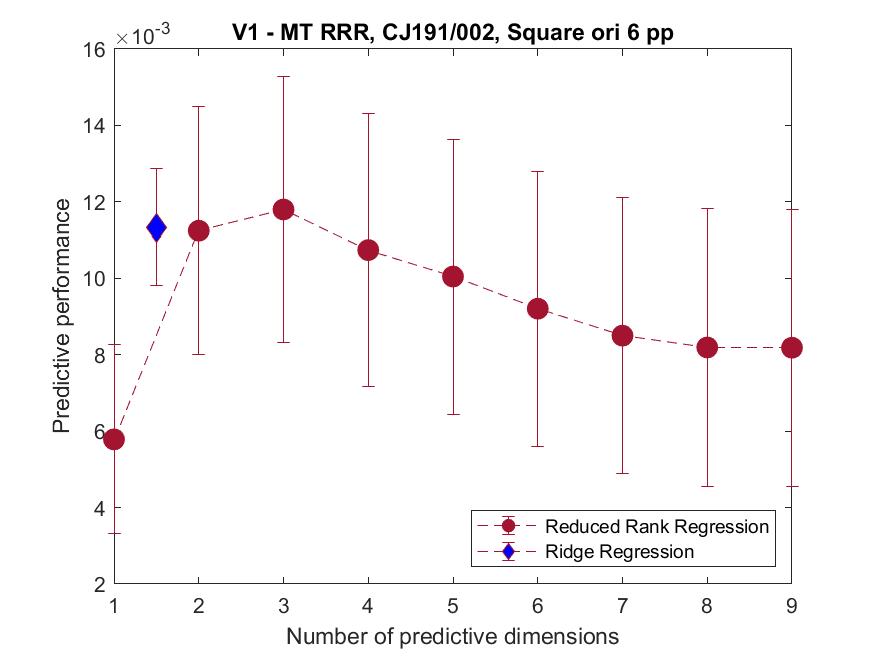 V1 - MT RRR, CJ191/002, Square ori 6 pp
×10-3
16
14
12
10
8
6
4
2
Predictive performance
1 2 3 4 5 6 7 8 9
Number of predictive dimensions
Reduced Rank Regression
Ridge Regression